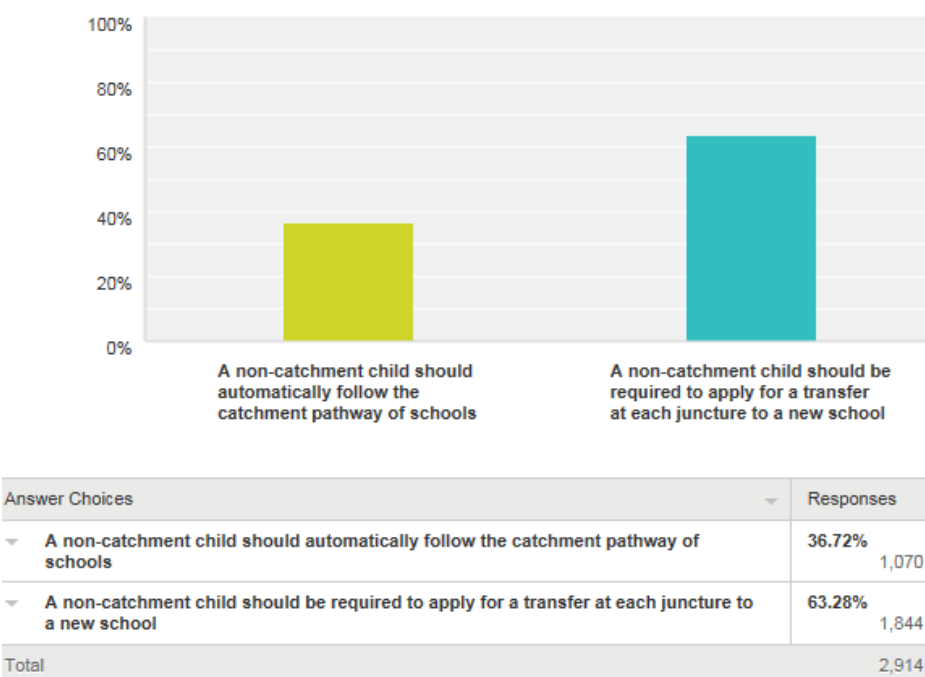 100%
80%
60%
40%
20%
0%
A non-catchment child should
automatically follow the
catchment pathway of schools
A non-catchment child should be
required to apply for a transfer
at each juncture to a new school
Answer Choices Responses
A non-catchment child should automatically follow the catchment pathway of 36.72%
schools 1,070
A non-catchment child should be required to apply for a transfer at each juncture to 63.28%
a new school 1,844
Total 2,914